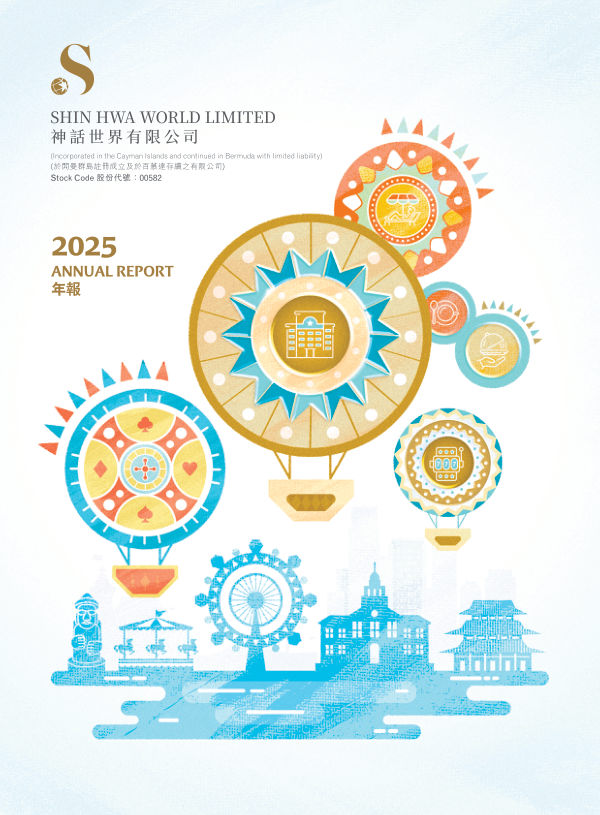 S
SHIN HWA WORLD LIMITED
神話世界有限公司
(Incorporated in the Cayman Islands and continued in Bermuda with limited liability)
(於開曼群島註冊成立及於百慕達存續之有限公司)
Stock Code 股份代號：00582
2025
ANNUAL REPORT
年報